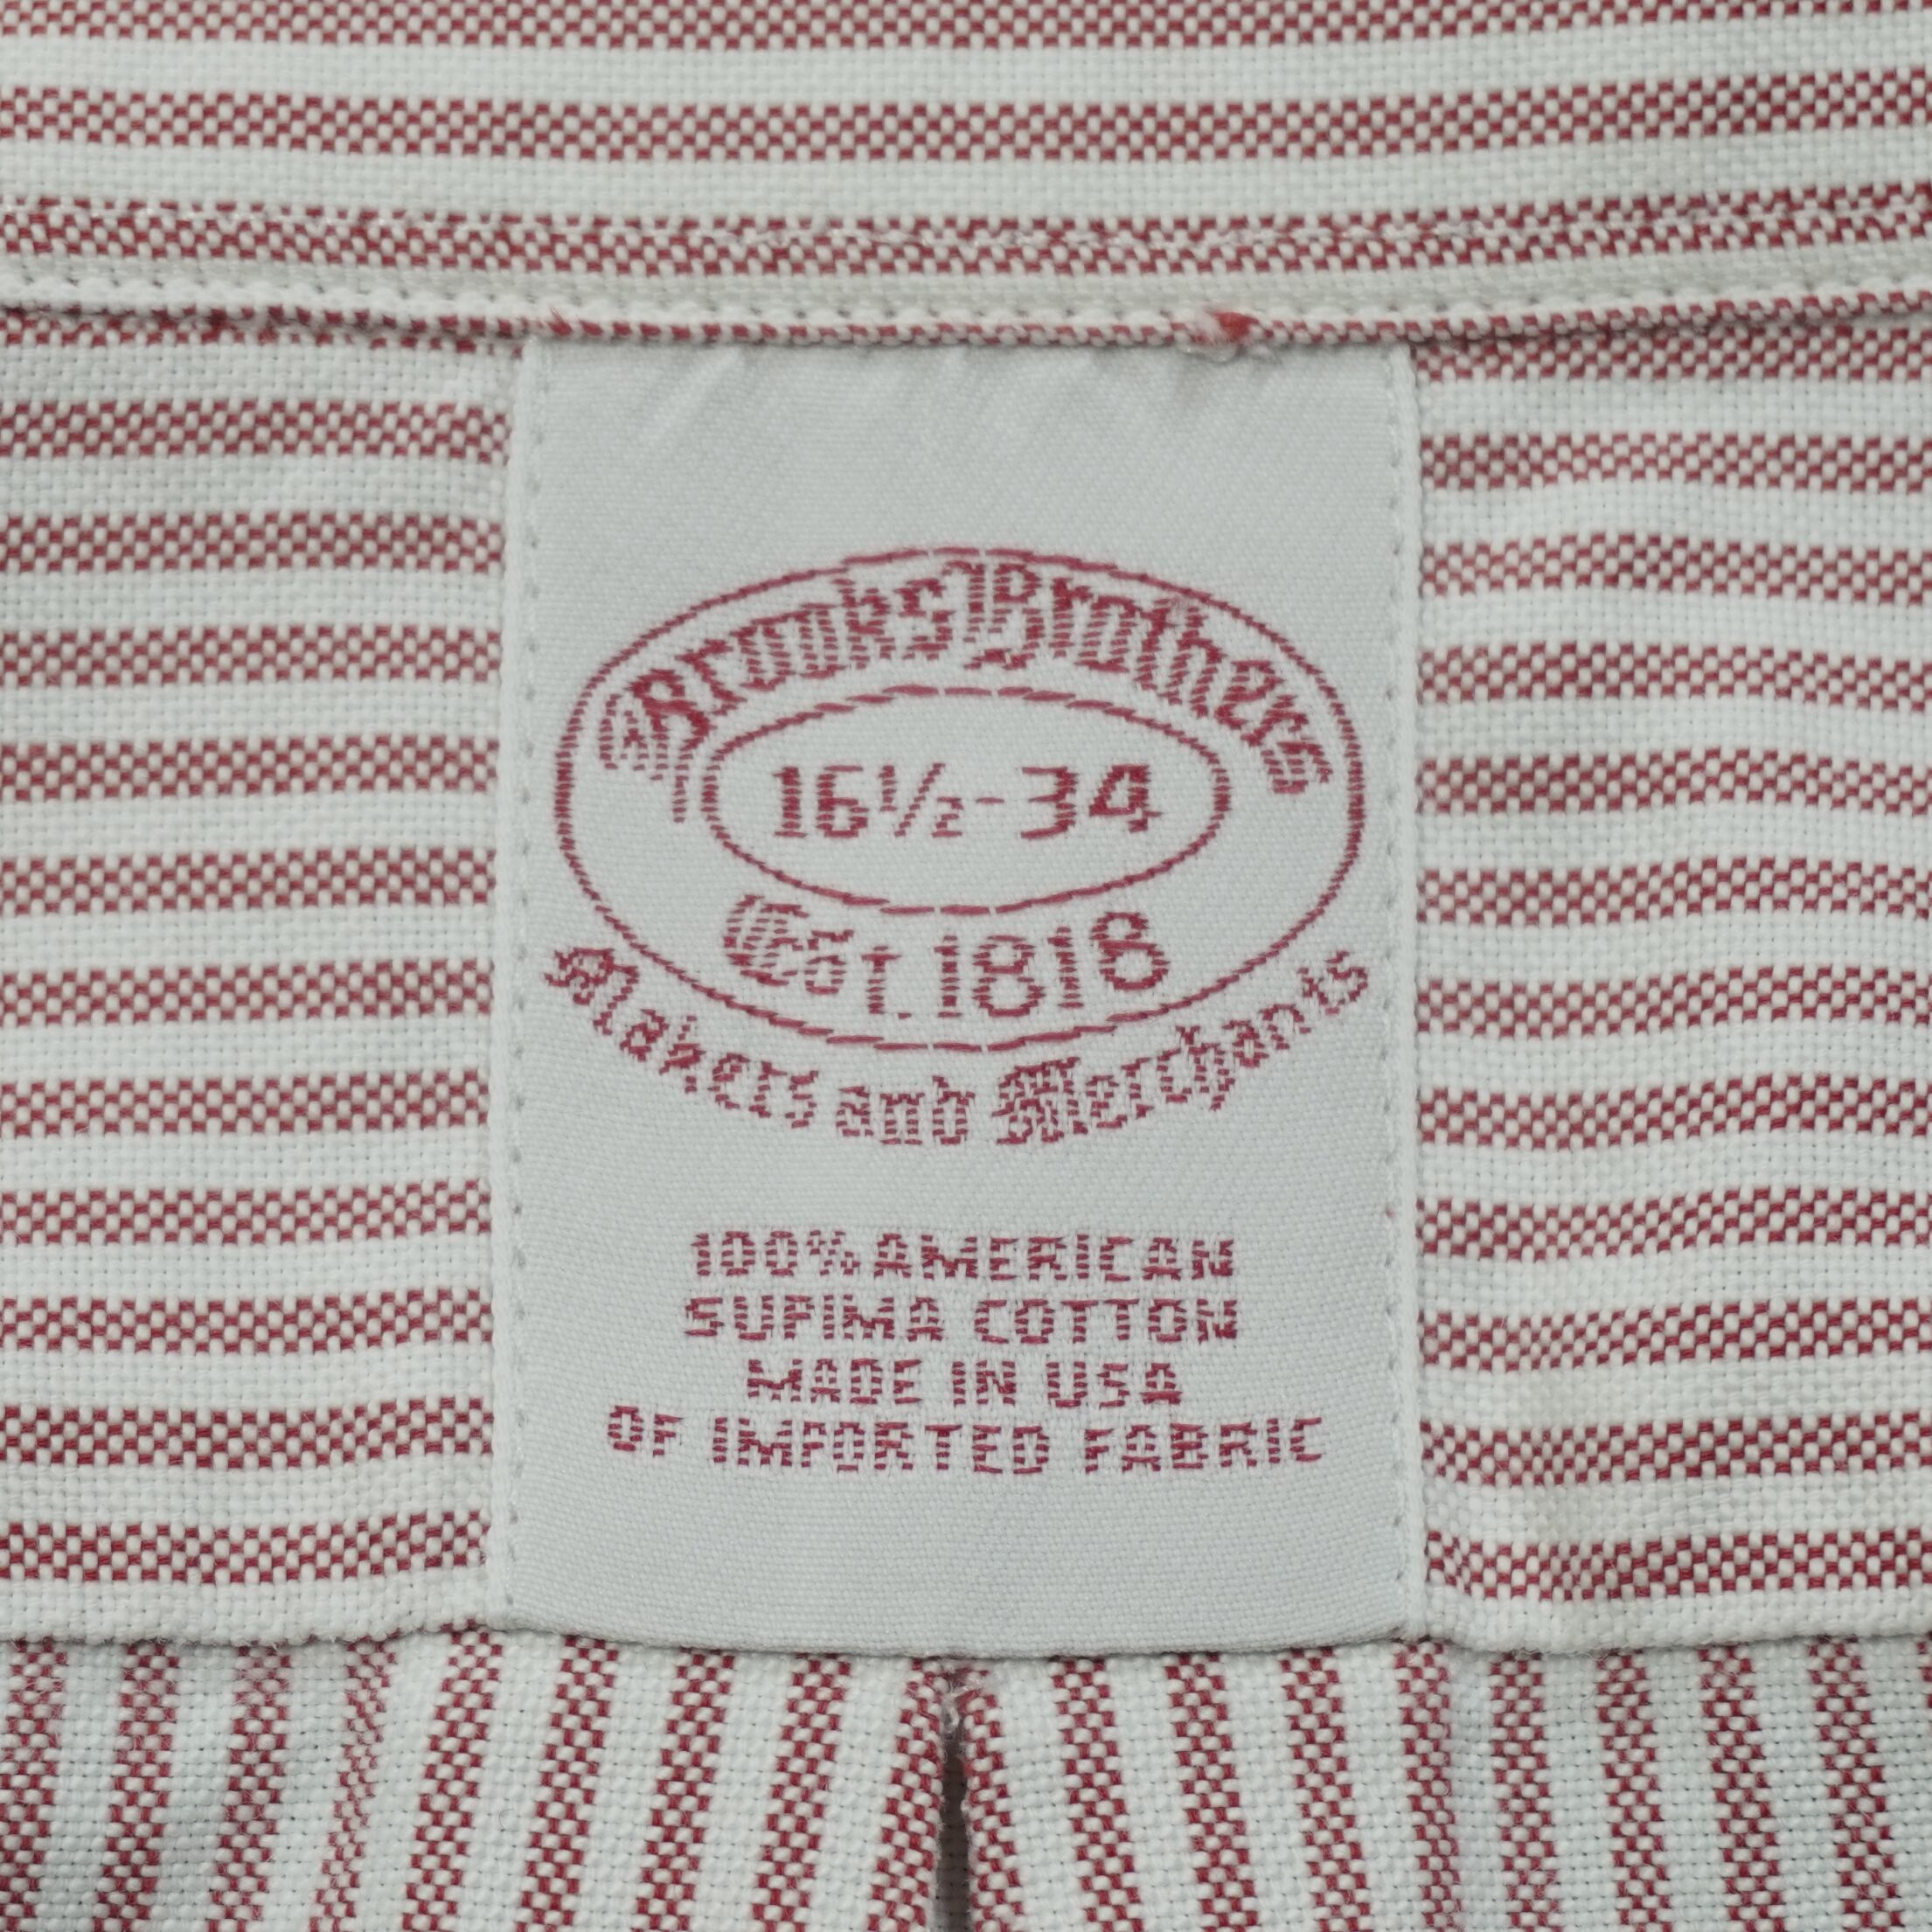 Brooks Brothers
16½-34
Est. 1818
Makers and Merchants
100% AMERICAN
SUPIMA COTTON
MADE IN USA
OF IMPORTED FABRIC